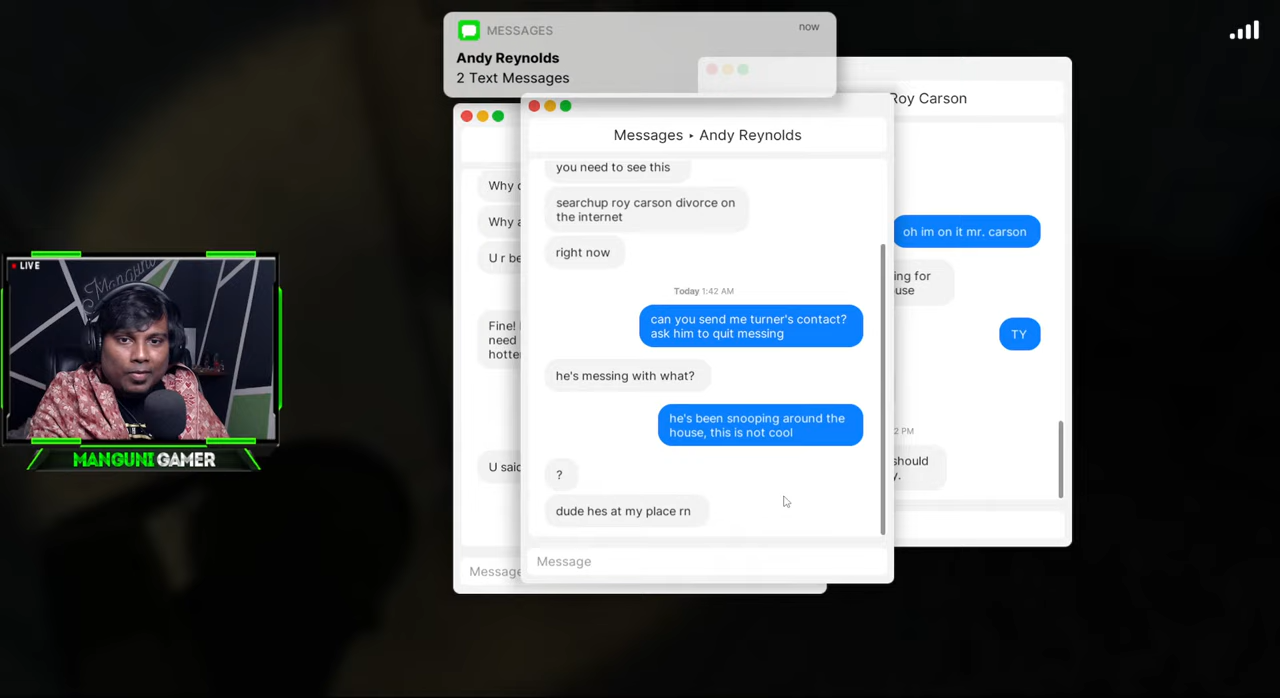 MESSAGES
now
Andy Reynolds
2 Text Messages
Roy Carson
Messages ▸ Andy Reynolds
you need to see this
searchup roy carson divorce on
the internet
right now
Today 1:42 AM
can you send me turner's contact?
ask him to quit messing
he's messing with what?
he's been snooping around the
house, this is not cool
?
dude hes at my place rn
Message
Why
Why
U r be
Fine!
need
hotte
U said
Message
oh im on it mr. carson
ing for
use
TY
2 PM
should
y.
LIVE
Manguni
MANGUNI GAMER